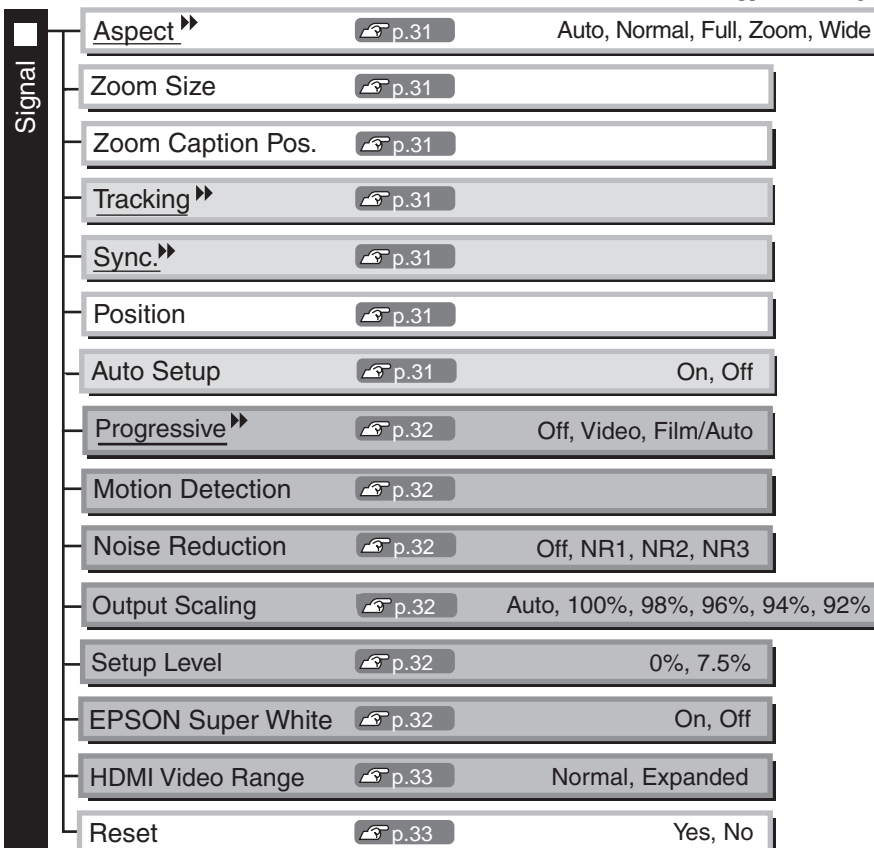 Signal
Aspect p.31 Auto, Normal, Full, Zoom, Wide
Zoom Size p.31
Zoom Caption Pos. p.31
Tracking p.31
Sync. p.31
Position p.31
Auto Setup p.31 On, Off
Progressive p.32 Off, Video, Film/Auto
Motion Detection p.32
Noise Reduction p.32 Off, NR1, NR2, NR3
Output Scaling p.32 Auto, 100%, 98%, 96%, 94%, 92%
Setup Level p.32 0%, 7.5%
EPSON Super White p.32 On, Off
HDMI Video Range p.33 Normal, Expanded
Reset p.33 Yes, No